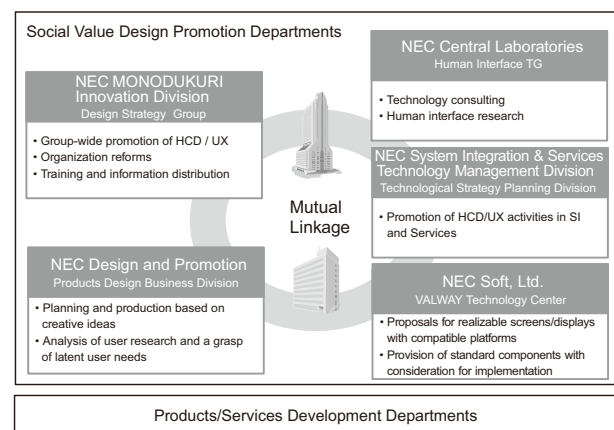 Social Value Design Promotion Departments
NEC MONODUKURI
Innovation Division
Design Strategy Group
• Group-wide promotion of HCD / UX
• Organization reforms
• Training and information distribution
NEC Central Laboratories
Human Interface TG
• Technology consulting
• Human interface research
NEC System Integration & Services
Technology Management Division
Technological Strategy Planning Division
• Promotion of HCD/UX activities in SI
and Services
Mutual
Linkage
NEC Design and Promotion
Products Design Business Division
• Planning and production based on
creative ideas
• Analysis of user research and a grasp
of latent user needs
NEC Soft, Ltd.
VALWAY Technology Center
• Proposals for realizable screens/displays
with compatible platforms
• Provision of standard components with
consideration for implementation
Products/Services Development Departments